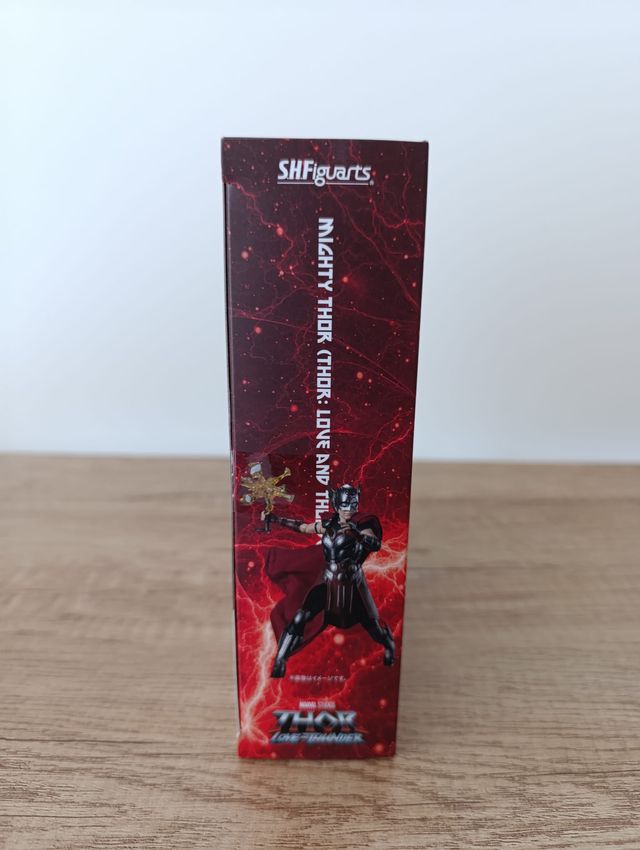 S.H.Figuarts
MIGHTY THOR (THOR: LOVE AND TH
※画像はイメージです。
MARVEL STUDIOS
THOR
LOVE AND THUNDER